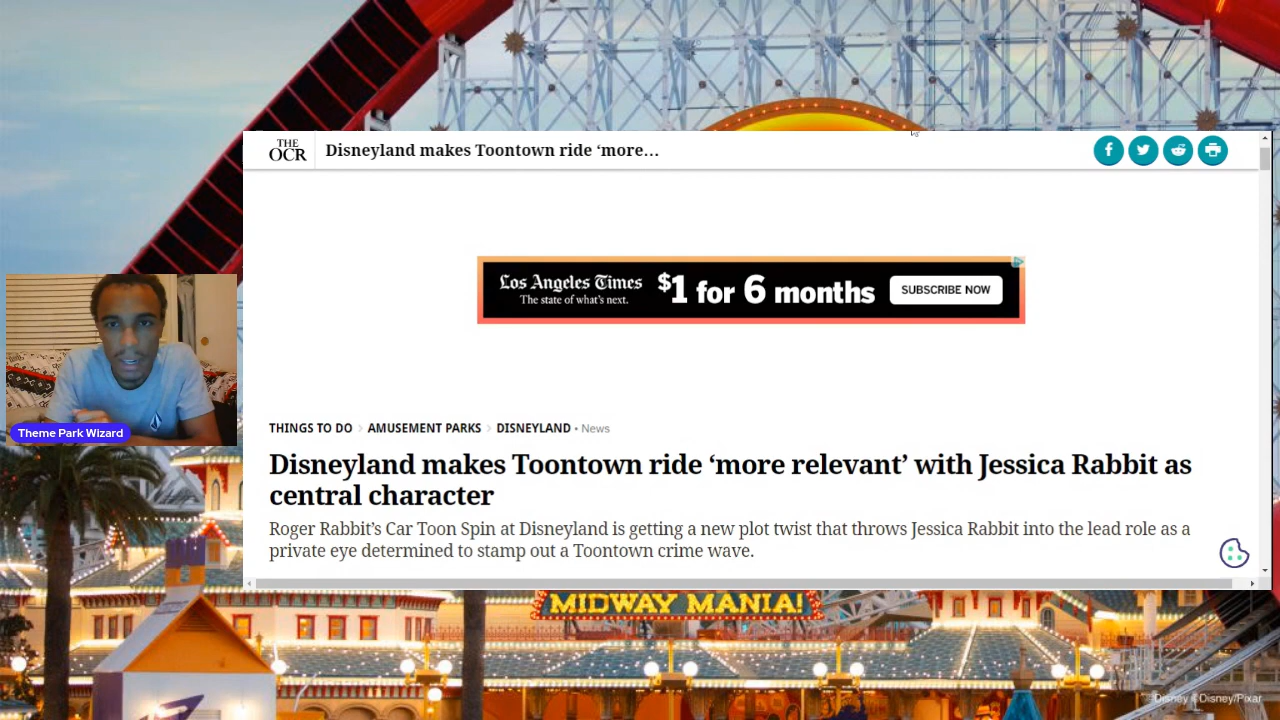 THE
OCR
Disneyland makes Toontown ride ‘more...
Los Angeles Times
The state of what's next.
$1 for 6 months
SUBSCRIBE NOW
Theme Park Wizard
THINGS TO DO > AMUSEMENT PARKS > DISNEYLAND • News
Disneyland makes Toontown ride ‘more relevant’ with Jessica Rabbit as
central character
Roger Rabbit’s Car Toon Spin at Disneyland is getting a new plot twist that throws Jessica Rabbit into the lead role as a
private eye determined to stamp out a Toontown crime wave.
MIDWAY MANIA!
©Disney ©Disney/Pixar